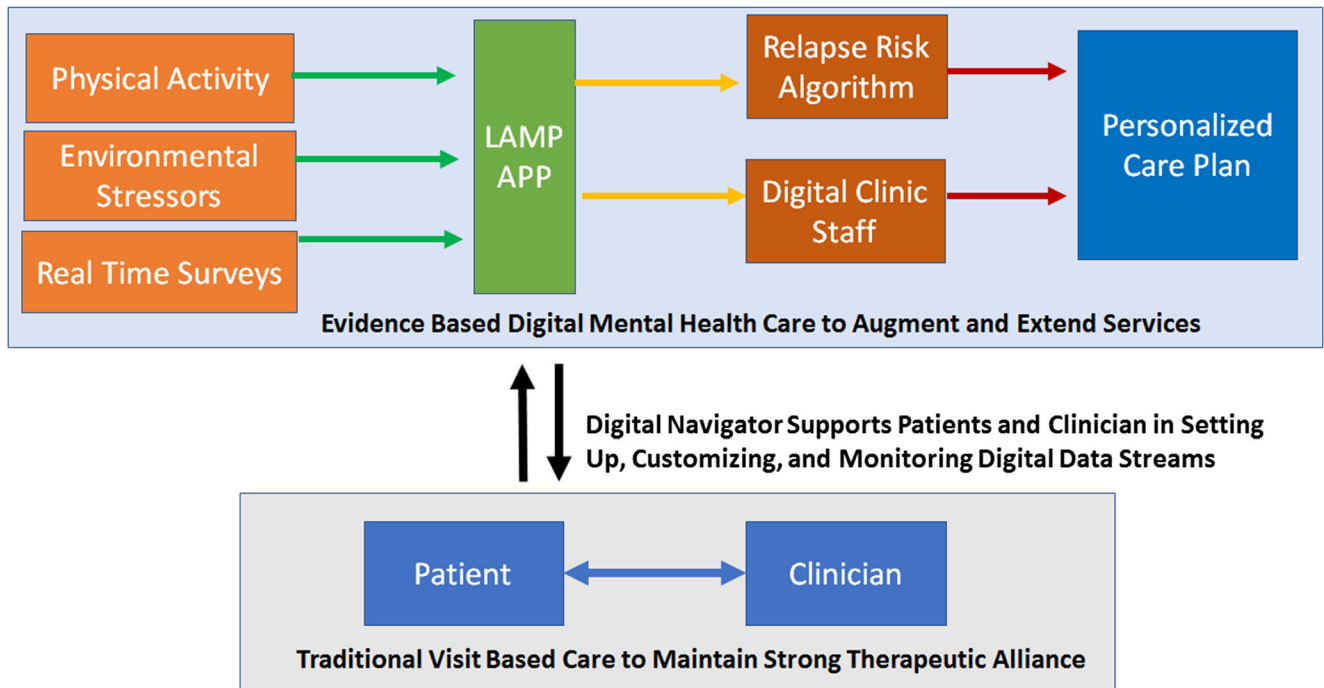 Physical Activity
Environmental
Stressors
Real Time Surveys
LAMP
APP
Relapse Risk
Algorithm
Digital Clinic
Staff
Personalized
Care Plan
Evidence Based Digital Mental Health Care to Augment and Extend Services
Digital Navigator Supports Patients and Clinician in Setting
Up, Customizing, and Monitoring Digital Data Streams
Patient
Clinician
Traditional Visit Based Care to Maintain Strong Therapeutic Alliance